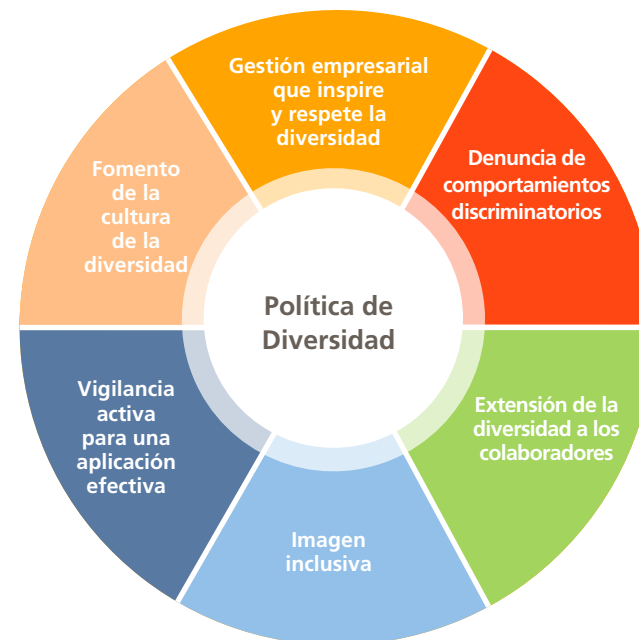 Gestión empresarial
que inspire
y respete la
diversidad
Denuncia de
comportamientos
discriminatorios
Extensión de la
diversidad a los
colaboradores
Imagen
inclusiva
Vigilancia
activa
para una
aplicación
efectiva
Fomento
de la
cultura
de la
diversidad
Política de
Diversidad